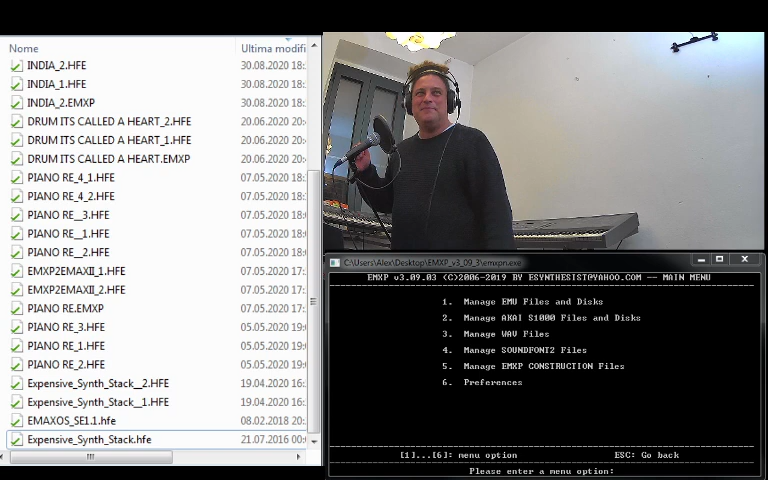 Nome
Ultima modifi
INDIA_2.HFE 30.08.2020 18:
INDIA_1.HFE 30.08.2020 18:
INDIA_2.EMXP 30.08.2020 18:
DRUM ITS CALLED A HEART_2.HFE 20.06.2020 20:
DRUM ITS CALLED A HEART_1.HFE 20.06.2020 20:
DRUM ITS CALLED A HEART.EMXP 20.06.2020 20:
PIANO RE_4_1.HFE 07.05.2020 18:
PIANO RE_4_2.HFE 07.05.2020 18:
PIANO RE__3.HFE 07.05.2020 18:
PIANO RE__1.HFE 07.05.2020 18:
PIANO RE__2.HFE 07.05.2020 18:
EMXP2EMAXII_1.HFE 07.05.2020 17:
EMXP2EMAXII_2.HFE 07.05.2020 17:
PIANO RE.EMXP 07.05.2020 17:
PIANO RE_3.HFE 05.05.2020 19:
PIANO RE_1.HFE 05.05.2020 19:
PIANO RE_2.HFE 05.05.2020 19:
Expensive_Synth_Stack__2.HFE 19.04.2020 16:
Expensive_Synth_Stack__1.HFE 19.04.2020 16:
EMAXOS_SE1.1.hfe 08.02.2018 20:
Expensive_Synth_Stack.hfe 21.07.2016 00:
C:\Users\Alex\Desktop\EMXP_v3_09_3\emxpn.exe
EMXP v3.09.03 (C)2006-2019 BY ESYNTHESIST@YAHOO.COM -- MAIN MENU
1. Manage EMU Files and Disks
2. Manage AKAI S1000 Files and Disks
3. Manage WAV Files
4. Manage SOUNDFONT2 Files
5. Manage EMXP CONSTRUCTION Files
6. Preferences
[1]...[6]: menu option ESC: Go back
Please enter a menu option: